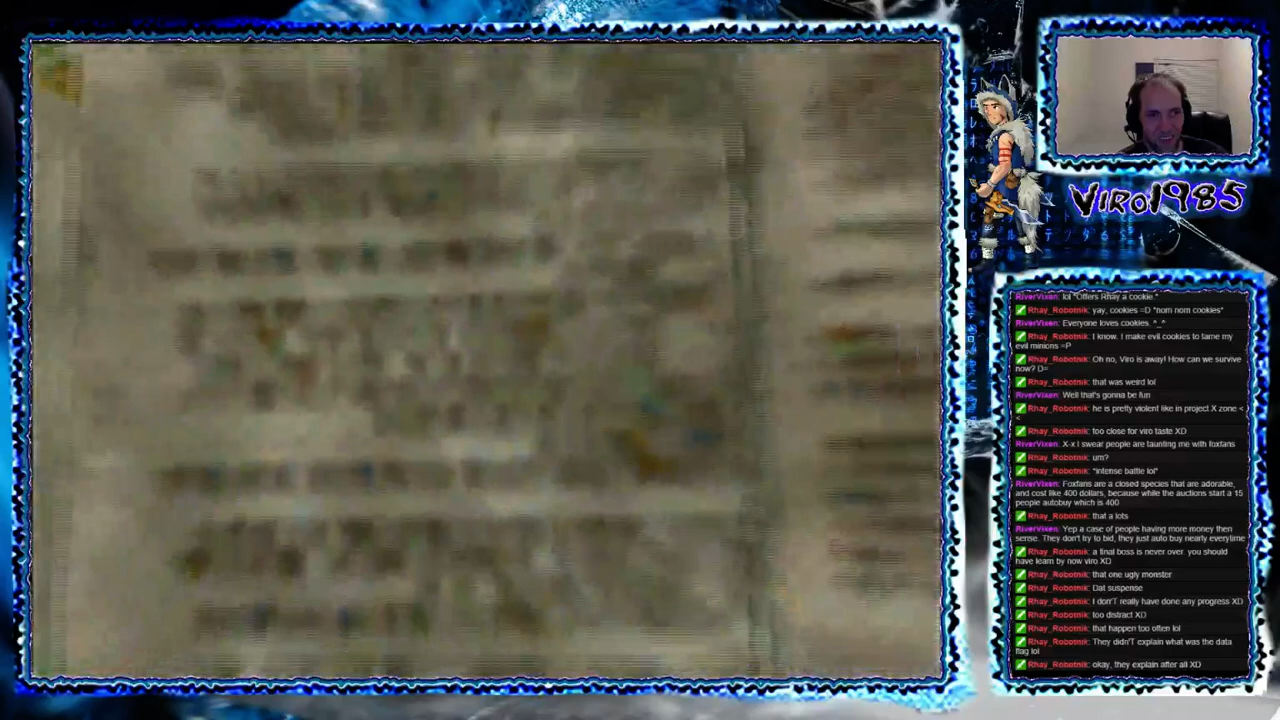 Viro1985
RiverVixen: lol *Offers Rhay a cookie.*
Rhay_Robotnik: yay, cookies =D *nom nom cookies*
RiverVixen: Everyone loves cookies. ^_^
Rhay_Robotnik: I know. I make evil cookies to tame my
evil minions =P
Rhay_Robotnik: Oh no, Viro is away! How can we survive
now? D=
Rhay_Robotnik: that was weird lol
RiverVixen: Well that's gonna be fun
Rhay_Robotnik: he is pretty violent like in project X zone <
<
Rhay_Robotnik: too close for viro taste XD
RiverVixen: X-x I swear people are taunting me with foxfans
Rhay_Robotnik: um?
Rhay_Robotnik: *intense battle lol*
RiverVixen: Foxfans are a closed species that are adorable,
and cost like 400 dollars, because while the auctions start a 15
people autobuy which is 400
Rhay_Robotnik: that a lots
RiverVixen: Yep a case of people having more money then
sense. They don't try to bid, they just auto buy nearly everytime
Rhay_Robotnik: a final boss is never over. you should
have learn by now viro XD
Rhay_Robotnik: that one ugly monster
Rhay_Robotnik: Dat suspense
Rhay_Robotnik: I don'T really have done any progress XD
Rhay_Robotnik: too distract XD
Rhay_Robotnik: that happen too often lol
Rhay_Robotnik: They didn'T explain what was the data
flag lol
Rhay_Robotnik: okay, they explain after all XD